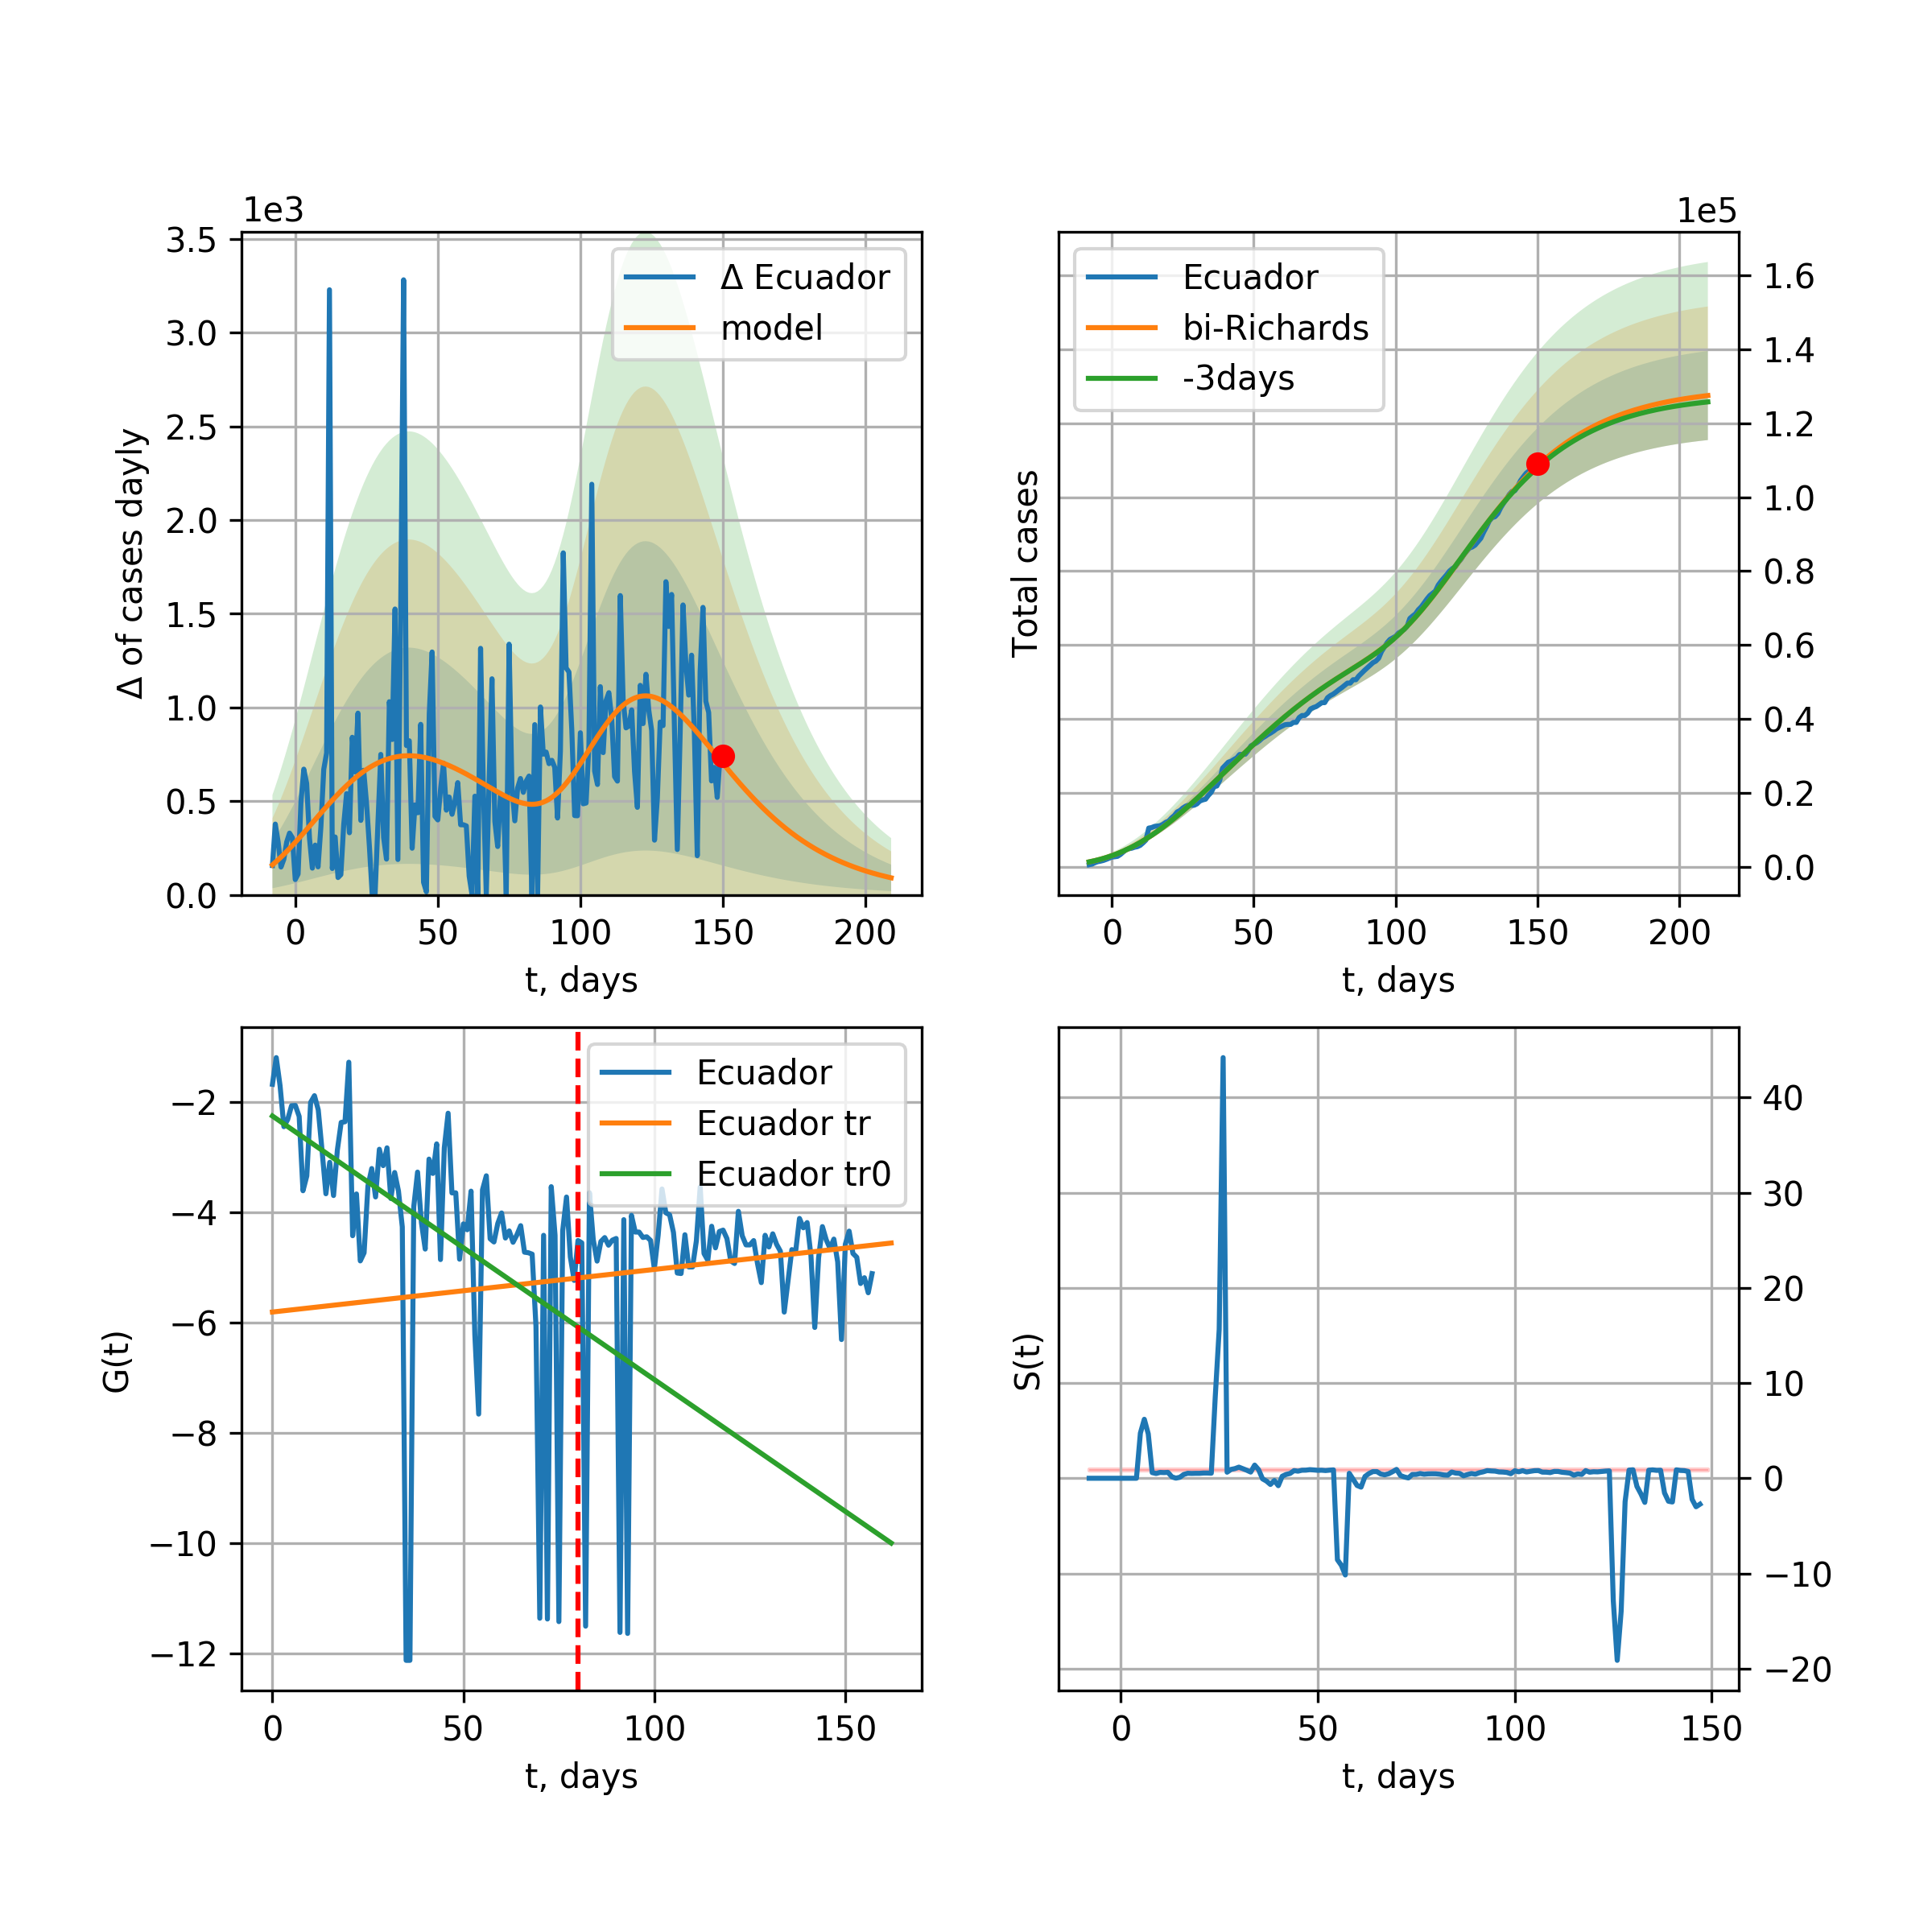 1e3
3.5
3.0
2.5
2.0
1.5
1.0
0.5
0.0
Δ of cases dayly
Δ Ecuador
model
0 50 100 150 200
t, days
1e5
Ecuador
bi-Richards
-3days
Total cases
1.6
1.4
1.2
1.0
0.8
0.6
0.4
0.2
0.0
0 50 100 150 200
t, days
−2
−4
−6
−8
−10
−12
G(t)
Ecuador
Ecuador tr
Ecuador tr0
0 50 100 150
t, days
S(t)
40
30
20
10
0
−10
−20
0 50 100 150
t, days